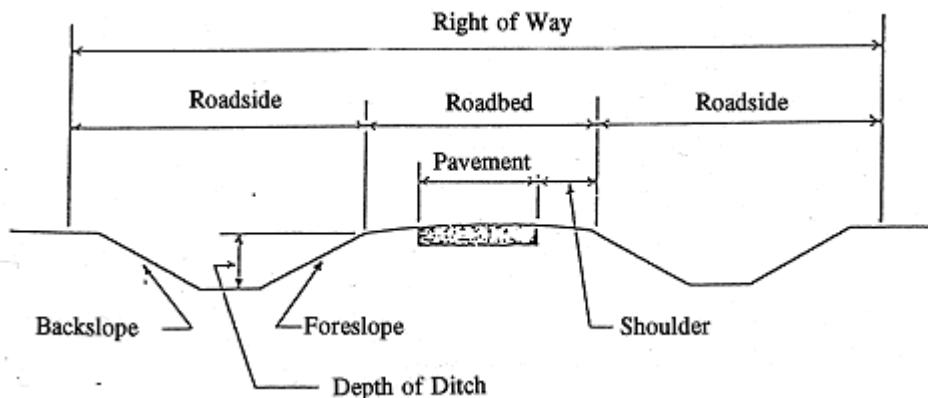 Right of Way
Roadside
Roadbed
Roadside
Pavement
Backslope
Foreslope
Shoulder
Depth of Ditch